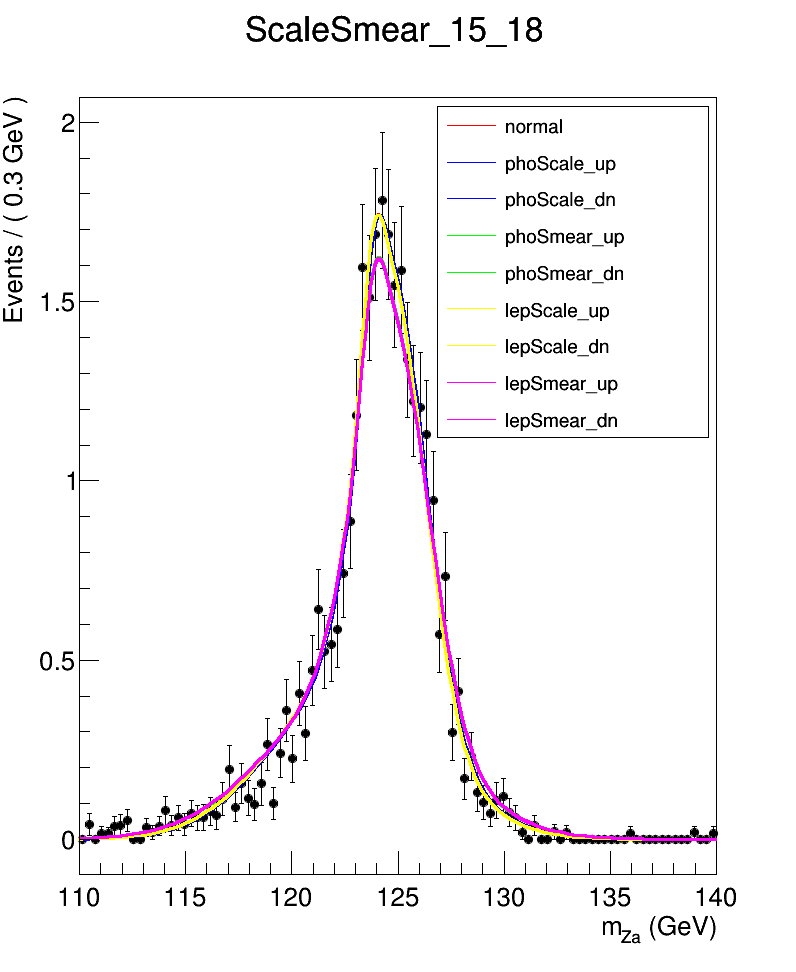 ScaleSmear_15_18
Events / ( 0.3 GeV )
2
1.5
1
0.5
0
normal
phoScale_up
phoScale_dn
phoSmear_up
phoSmear_dn
lepScale_up
lepScale_dn
lepSmear_up
lepSmear_dn
110 115 120 125 130 135 140
mZa (GeV)